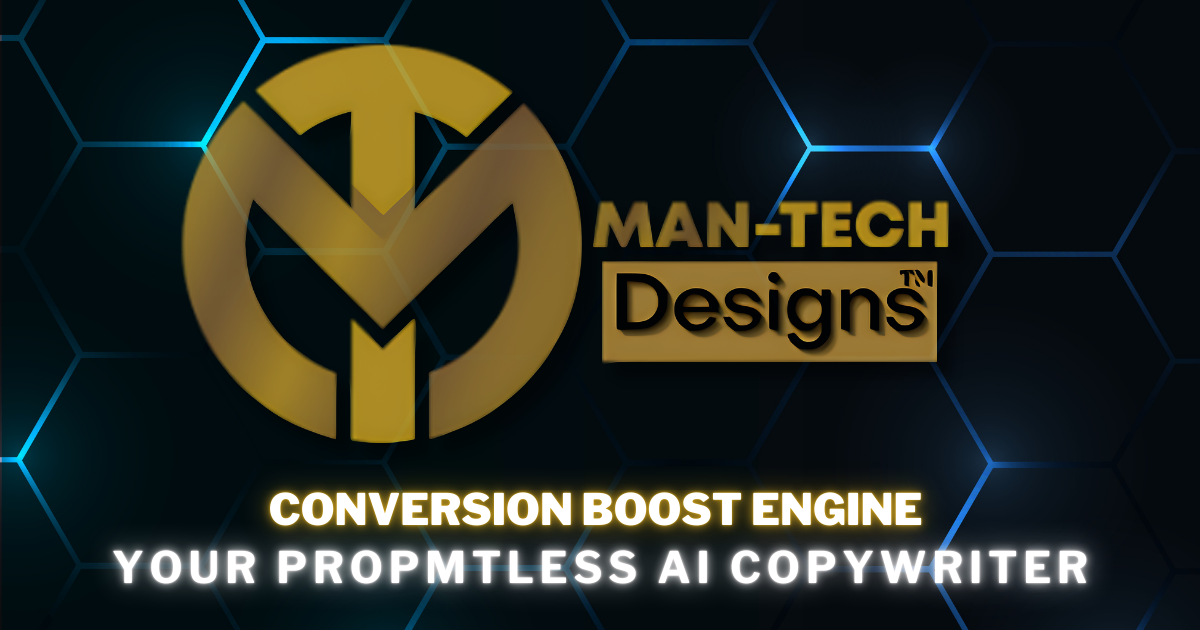 MAN-TECH
Designs™
CONVERSION BOOST ENGINE
YOUR PROPMTLESS AI COPYWRITER